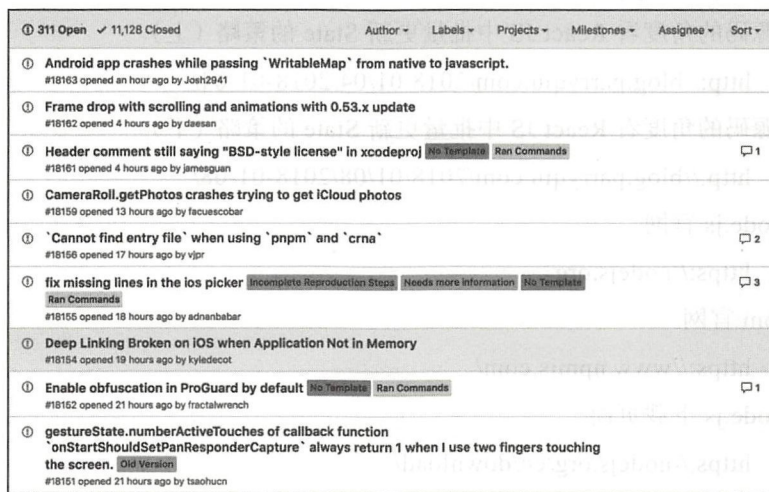 311 Open ✓ 11,128 Closed Author Labels Projects Milestones Assignee Sort
Android app crashes while passing `WritableMap` from native to javascript.
#18163 opened an hour ago by Josh2941
Frame drop with scrolling and animations with 0.53.x update
#18162 opened 4 hours ago by daesan
Header comment still saying "BSD-style license" in xcodeproj No Template Ran Commands 1
#18161 opened 4 hours ago by jamesguan
CameraRoll.getPhotos crashes trying to get iCloud photos
#18159 opened 13 hours ago by facuescobar
`Cannot find entry file` when using `pnpm` and `crna` 2
#18156 opened 17 hours ago by vjpr
fix missing lines in the ios picker Incomplete Reproduction Steps Needs more information No Template 3
Ran Commands
#18155 opened 18 hours ago by adnanbabar
Deep Linking Broken on iOS when Application Not in Memory
#18154 opened 19 hours ago by kyledecot
Enable obfuscation in ProGuard by default No Template Ran Commands 1
#18152 opened 21 hours ago by fractalwrench
gestureState.numberActiveTouches of callback function
`onStartShouldSetPanResponderCapture` always return 1 when I use two fingers touching
the screen. Old Version
#18151 opened 21 hours ago by tsaohucn